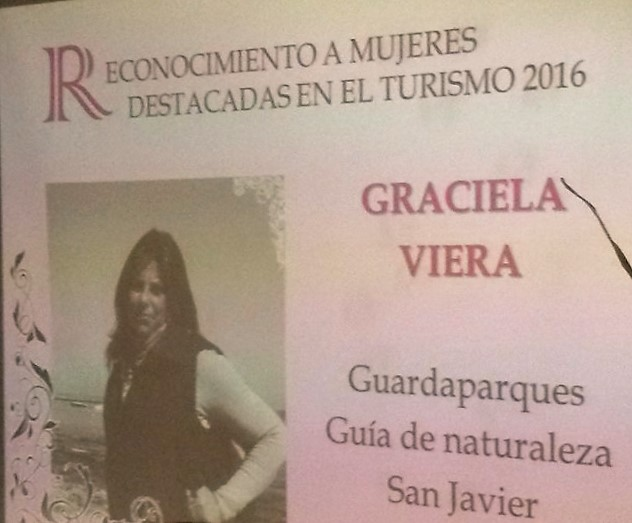 RECONOCIMIENTO A MUJERES
DESTACADAS EN EL TURISMO 2016
GRACIELA
VIERA
Guardaparques
Guía de naturaleza
San Javier